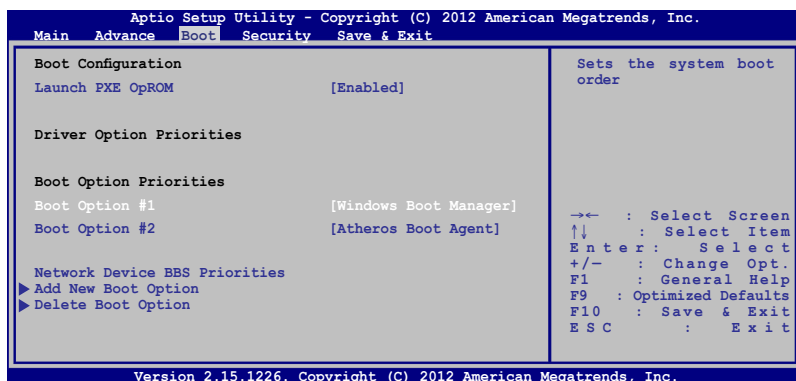 Aptio Setup Utility - Copyright (C) 2012 American Megatrends, Inc.
Main Advance Boot Security Save & Exit
Boot Configuration
Launch PXE OpROM [Enabled]
Driver Option Priorities
Boot Option Priorities
Boot Option #1 [Windows Boot Manager]
Boot Option #2 [Atheros Boot Agent]
Network Device BBS Priorities
Add New Boot Option
Delete Boot Option
Sets the system boot
order
→← : Select Screen
↑↓ : Select Item
Enter: Select
+/— : Change Opt.
F1 : General Help
F9 : Optimized Defaults
F10 : Save & Exit
ESC : Exit
Version 2.15.1226. Copyright (C) 2012 American Megatrends, Inc.